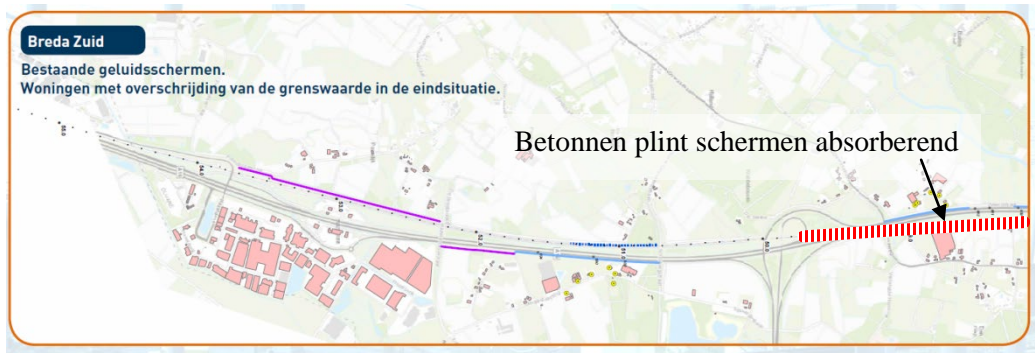 Breda Zuid
Bestaande geluidsschermen.
Woningen met overschrijding van de grenswaarde in de eindsituatie.
Betonnen plint schermen absorberend